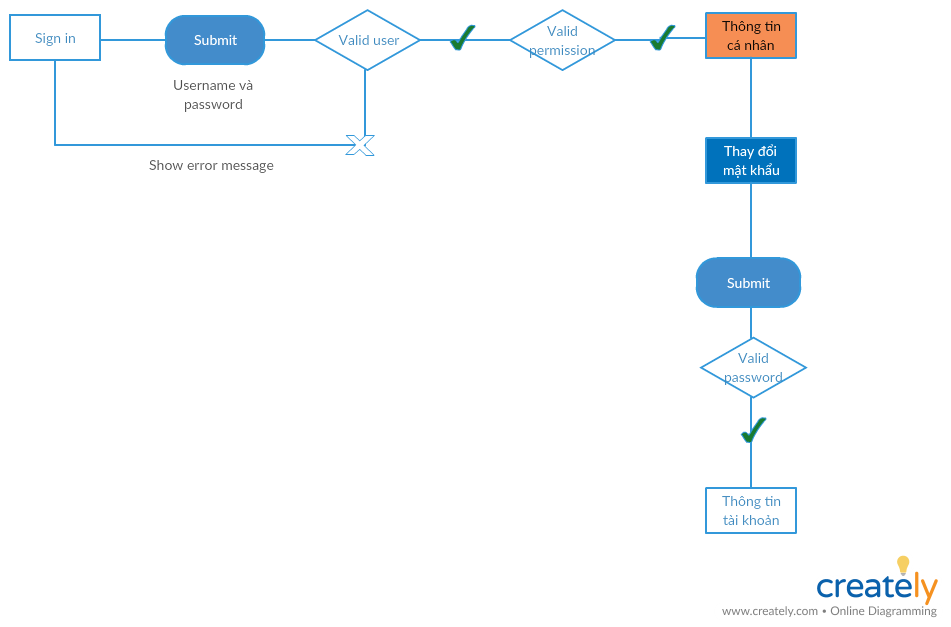 Sign in
Submit
Valid user
Valid
permission
Thông tin
cá nhân
Username và
password
Show error message
Thay đổi
mật khẩu
Submit
Valid
password
Thông tin
tài khoản
creately
www.creately.com • Online Diagramming